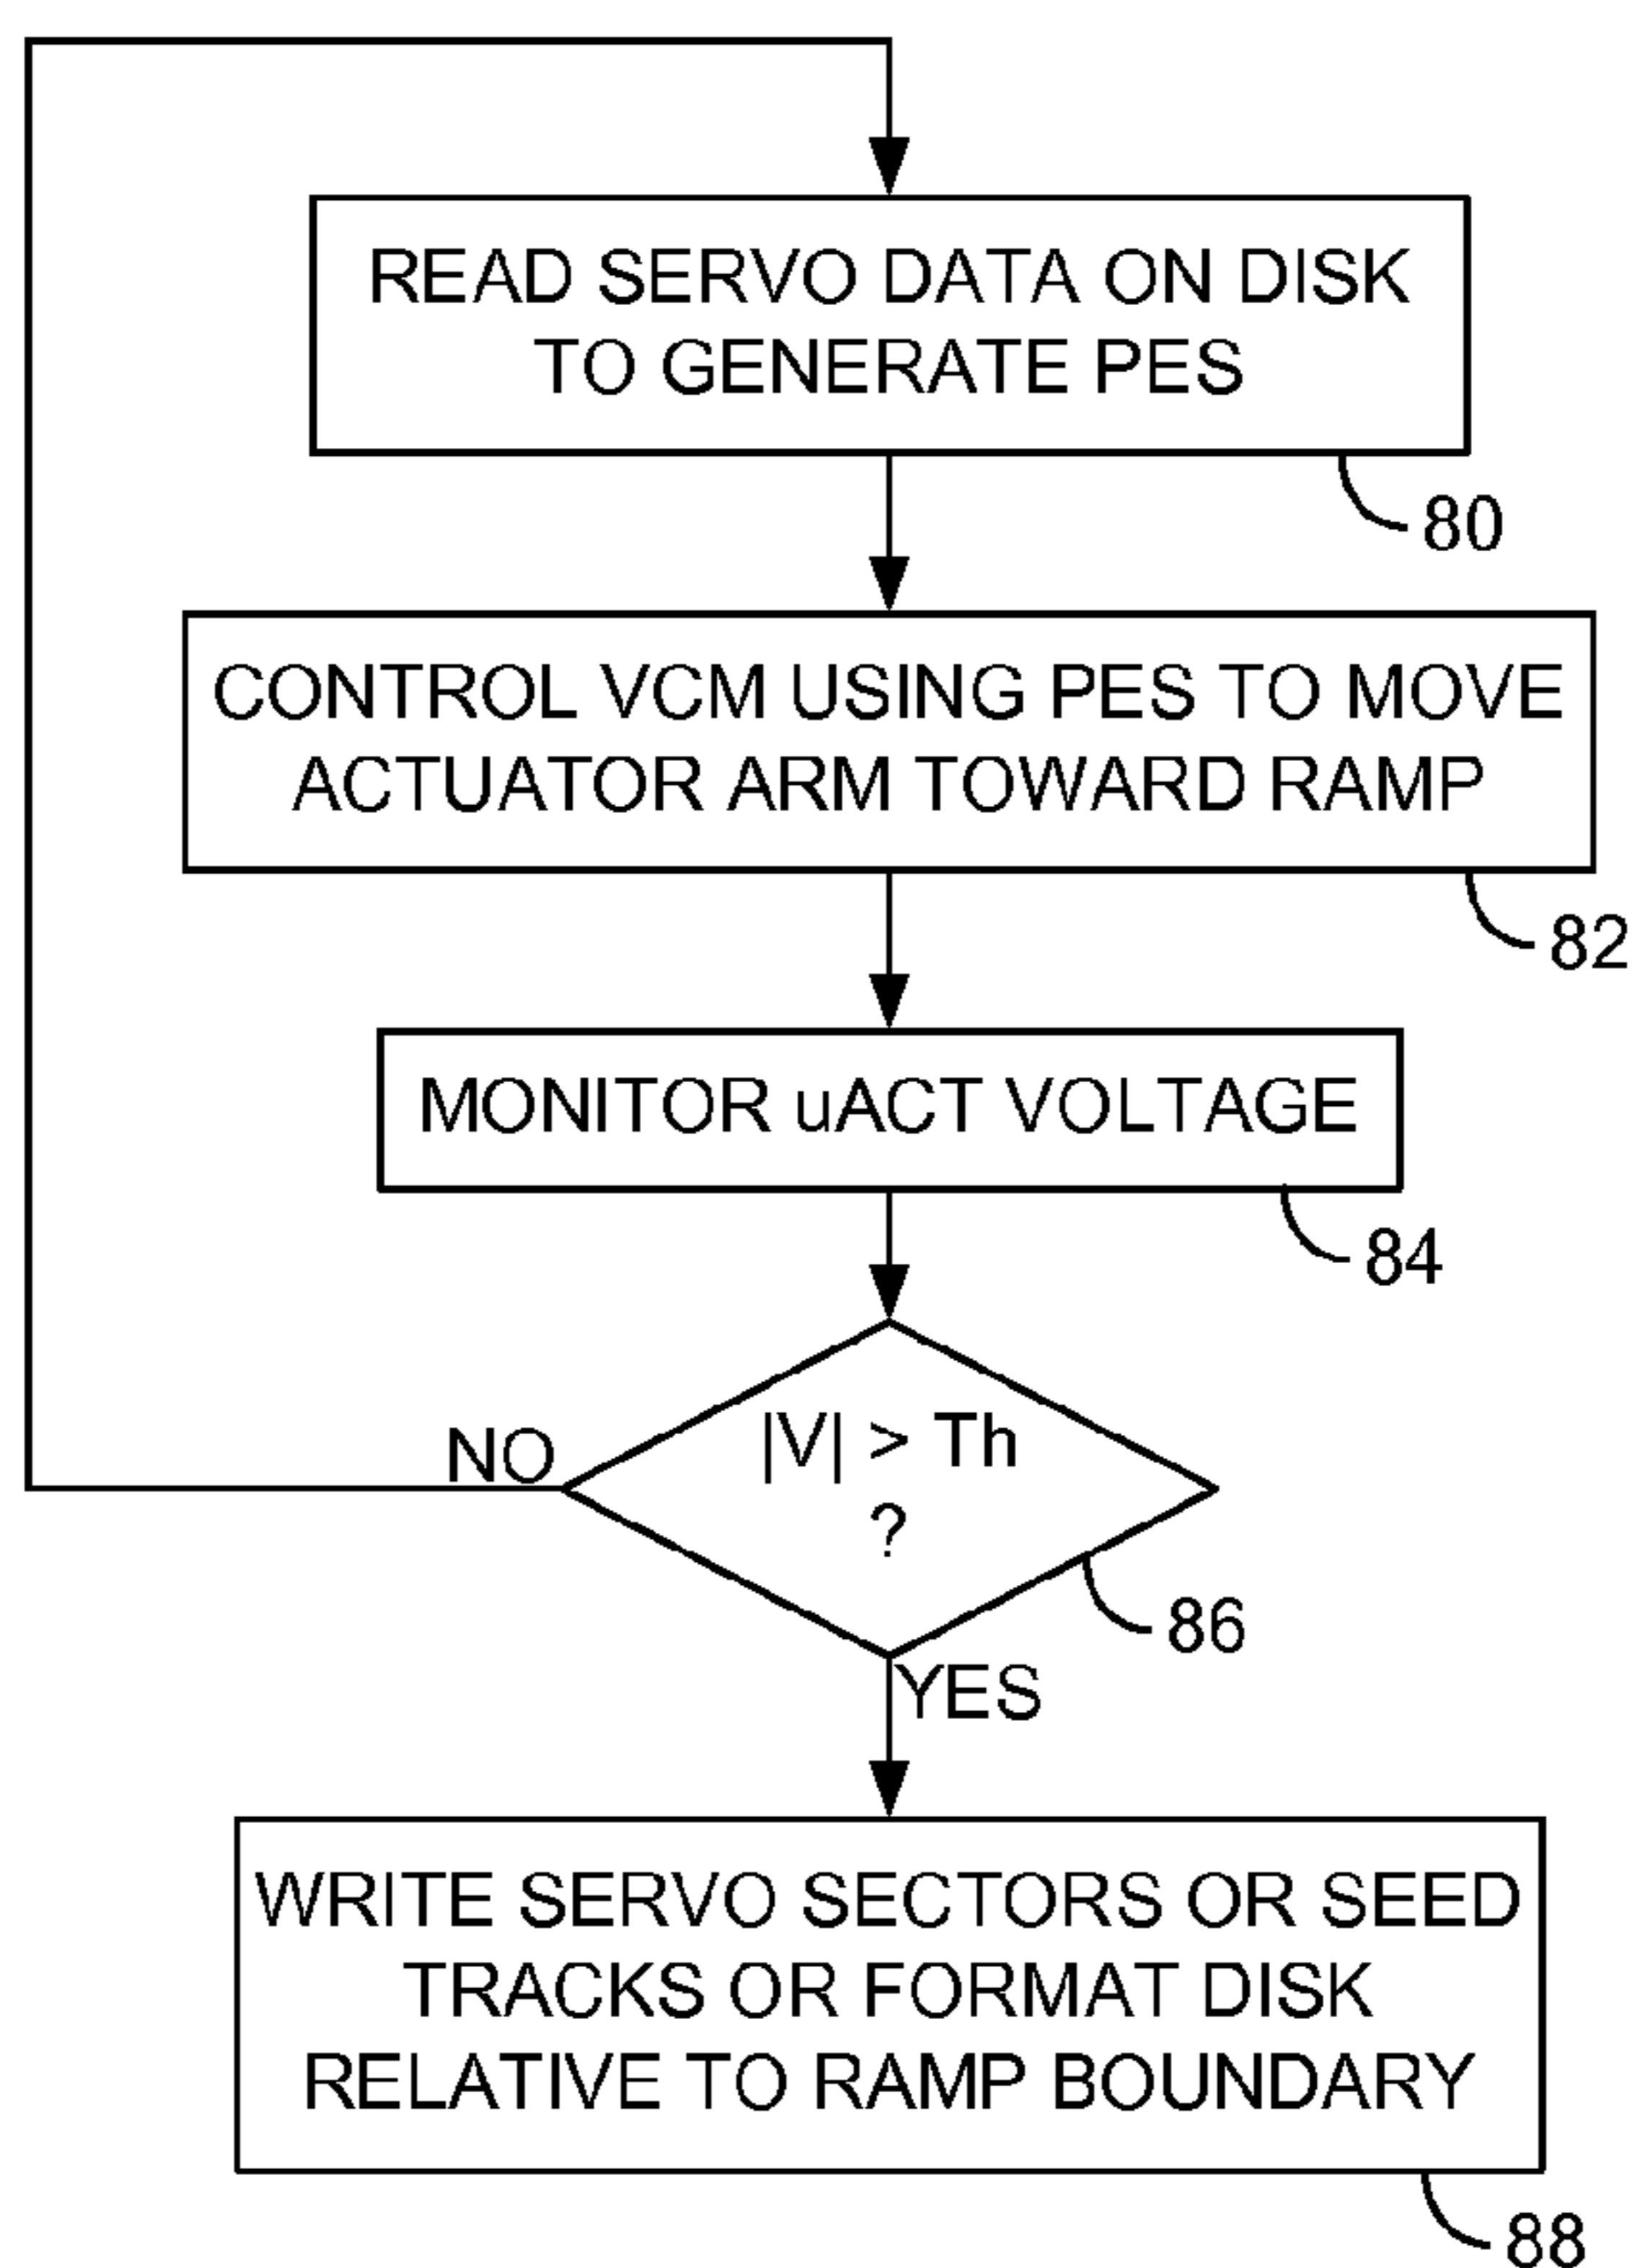 READ SERVO DATA ON DISK
TO GENERATE PES
80
CONTROL VCM USING PES TO MOVE
ACTUATOR ARM TOWARD RAMP
82
MONITOR uACT VOLTAGE
84
|V| > Th
?
NO
86
YES
WRITE SERVO SECTORS OR SEED
TRACKS OR FORMAT DISK
RELATIVE TO RAMP BOUNDARY
88